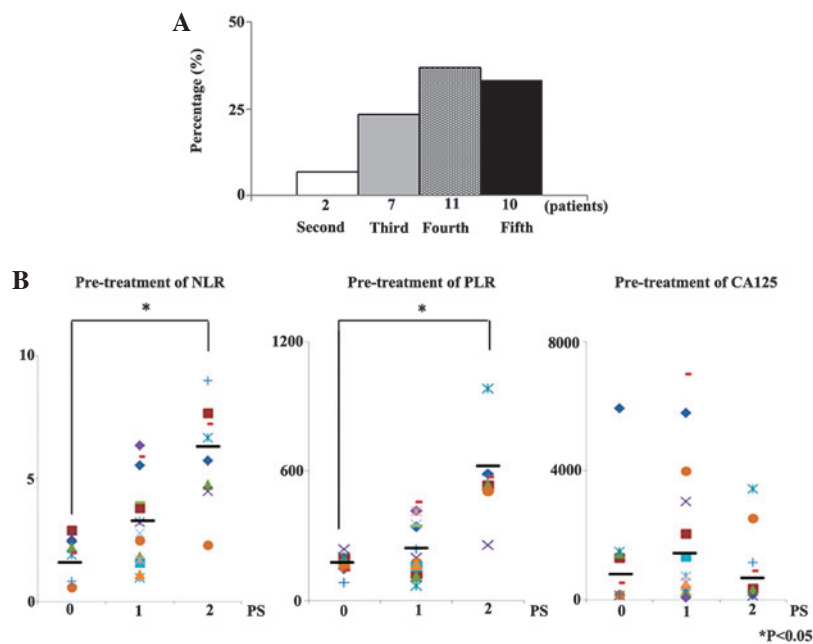 A
Percentage (%)
50
25
0
2 7 11 10 (patients)
Second Third Fourth Fifth
B
Pre-treatment of NLR
*
10
5
0
0 1 2 PS
Pre-treatment of PLR
*
1200
600
0
0 1 2 PS
Pre-treatment of CA125
8000
4000
0
0 1 2 PS
*P<0.05